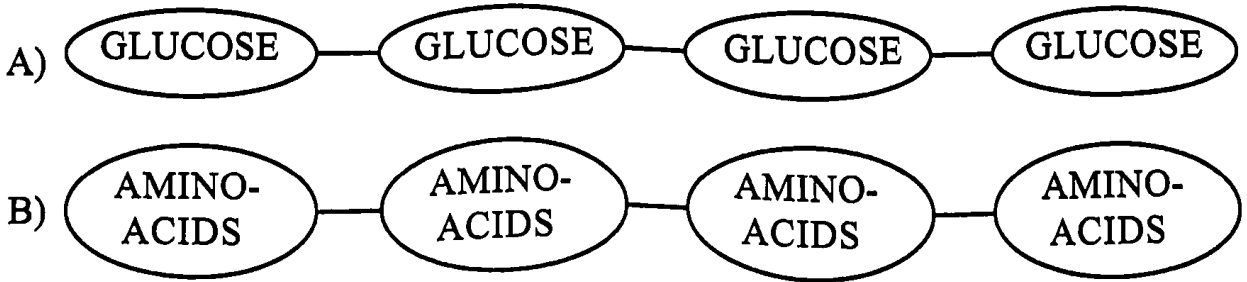 A) GLUCOSE GLUCOSE GLUCOSE GLUCOSE
B) AMINO-
ACIDS AMINO-
ACIDS AMINO-
ACIDS AMINO-
ACIDS